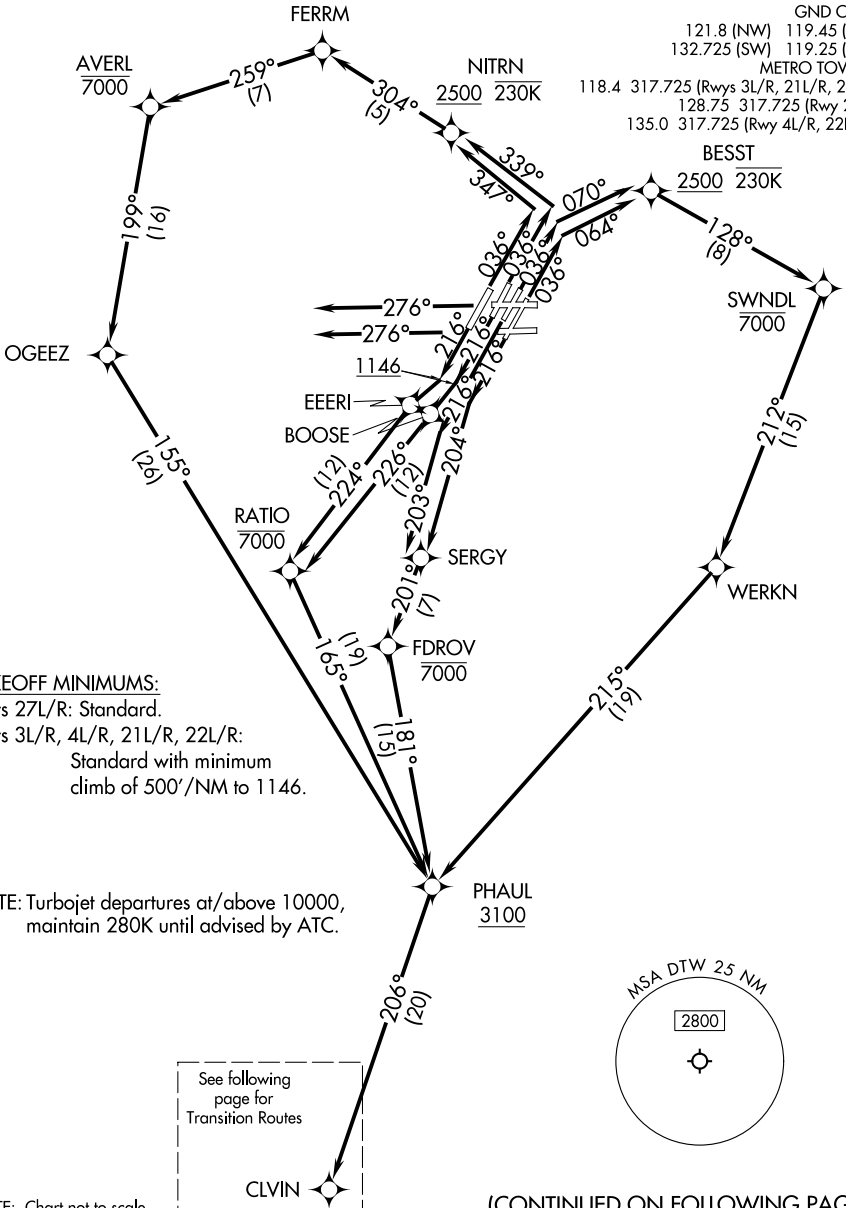 FERRM
GND C
121.8 (NW) 119.45 (
132.725 (SW) 119.25 (
METRO TOV
118.4 317.725 (Rwys 3L/R, 21L/R, 2
128.75 317.725 (Rwy 2
135.0 317.725 (Rwy 4L/R, 22
AVERL
7000
259°
(7)
304°
(5)
NITRN
2500 230K
BESST
2500 230K
339°
347°
070°
064°
128°
(8)
199°
(16)
036°
036°
036°
036°
SWNDL
7000
276°
276°
216°
216°
216°
216°
OGEEZ
1146
EEERI
BOOSE
155°
(26)
(12)
224°
226°
(12)
204°
203°
212°
(15)
RATIO
7000
SERGY
WERKN
201°
(7)
165°
(19)
FDROV
7000
181°
(15)
215°
(19)
EOFF MINIMUMS:
s 27L/R: Standard.
s 3L/R, 4L/R, 21L/R, 22L/R:
Standard with minimum
climb of 500'/NM to 1146.
TE: Turbojet departures at/above 10000,
maintain 280K until advised by ATC.
PHAUL
3100
206°
(20)
MSA DTW 25 NM
2800
See following
page for
Transition Routes
CLVIN
TE: Chart not to scale
(CONTINUED ON FOLLOWING PAG